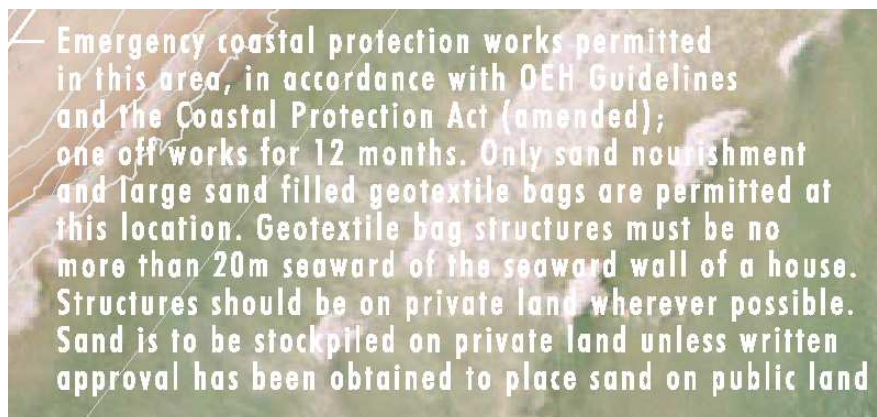 Emergency coastal protection works permitted
in this area, in accordance with OEH Guidelines
and the Coastal Protection Act (amended);
one off works for 12 months. Only sand nourishment
and large sand filled geotextile bags are permitted at
this location. Geotextile bag structures must be no
more than 20m seaward of the seaward wall of a house.
Structures should be on private land wherever possible.
Sand is to be stockpiled on private land unless written
approval has been obtained to place sand on public land